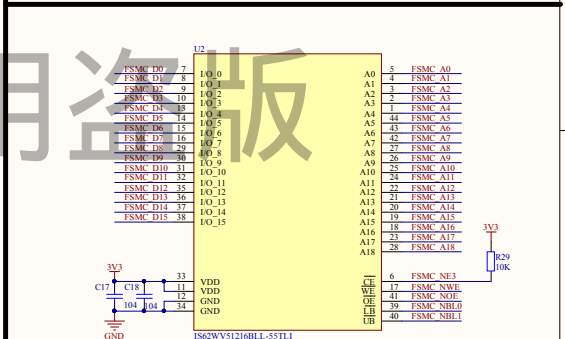 U2
FSMC_D0 7 I/O_0 A0 5 FSMC_A0
FSMC_D1 8 I/O_1 A1 4 FSMC_A1
FSMC_D2 9 I/O_2 A2 3 FSMC_A2
FSMC_D3 10 I/O_3 A3 2 FSMC_A3
FSMC_D4 13 I/O_4 A4 1 FSMC_A4
FSMC_D5 14 I/O_5 A5 44 FSMC_A5
FSMC_D6 15 I/O_6 A6 43 FSMC_A6
FSMC_D7 16 I/O_7 A7 42 FSMC_A7
FSMC_D8 29 I/O_8 A8 27 FSMC_A8
FSMC_D9 30 I/O_9 A9 26 FSMC_A9
FSMC_D10 31 I/O_10 A10 25 FSMC_A10
FSMC_D11 32 I/O_11 A11 24 FSMC_A11
FSMC_D12 35 I/O_12 A12 22 FSMC_A12
FSMC_D13 36 I/O_13 A13 21 FSMC_A13
FSMC_D14 37 I/O_14 A14 20 FSMC_A14
FSMC_D15 38 I/O_15 A15 19 FSMC_A15
A16 18 FSMC_A16
A17 23 FSMC_A17
A18 28 FSMC_A18
3V3
R29
10K
3V3
33 VDD CE 6 FSMC_NE3
C17 C18 11 VDD WE 17 FSMC_NWE
12 GND OE 41 FSMC_NOE
104 104 34 GND LB 39 FSMC_NBL0
UB 40 FSMC_NBL1
GND
IS62WV51216BLL-55TLI
盗版